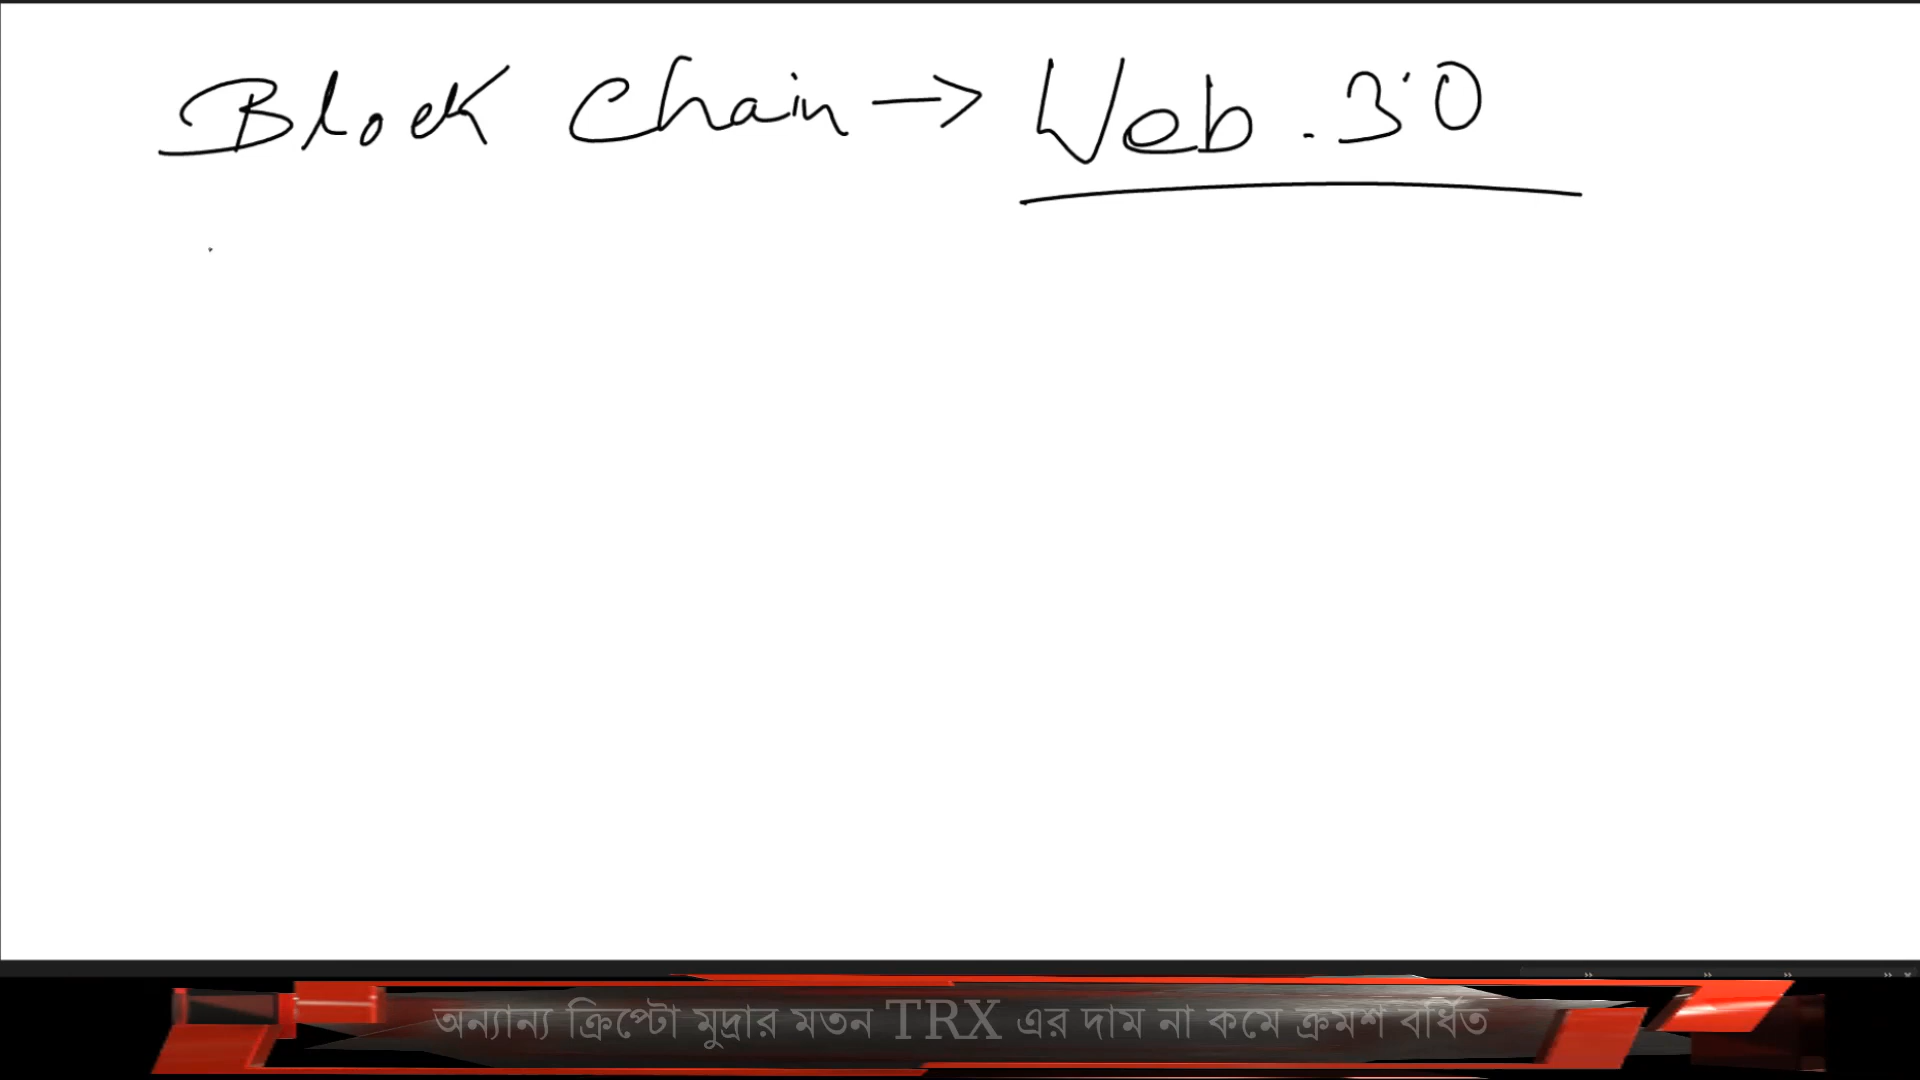 Block Chain → Web. 3.0
অন্যান্য ক্রিপ্টো মুদ্রার মতন TRX এর দাম না কমে ক্রমশ বর্ধিত